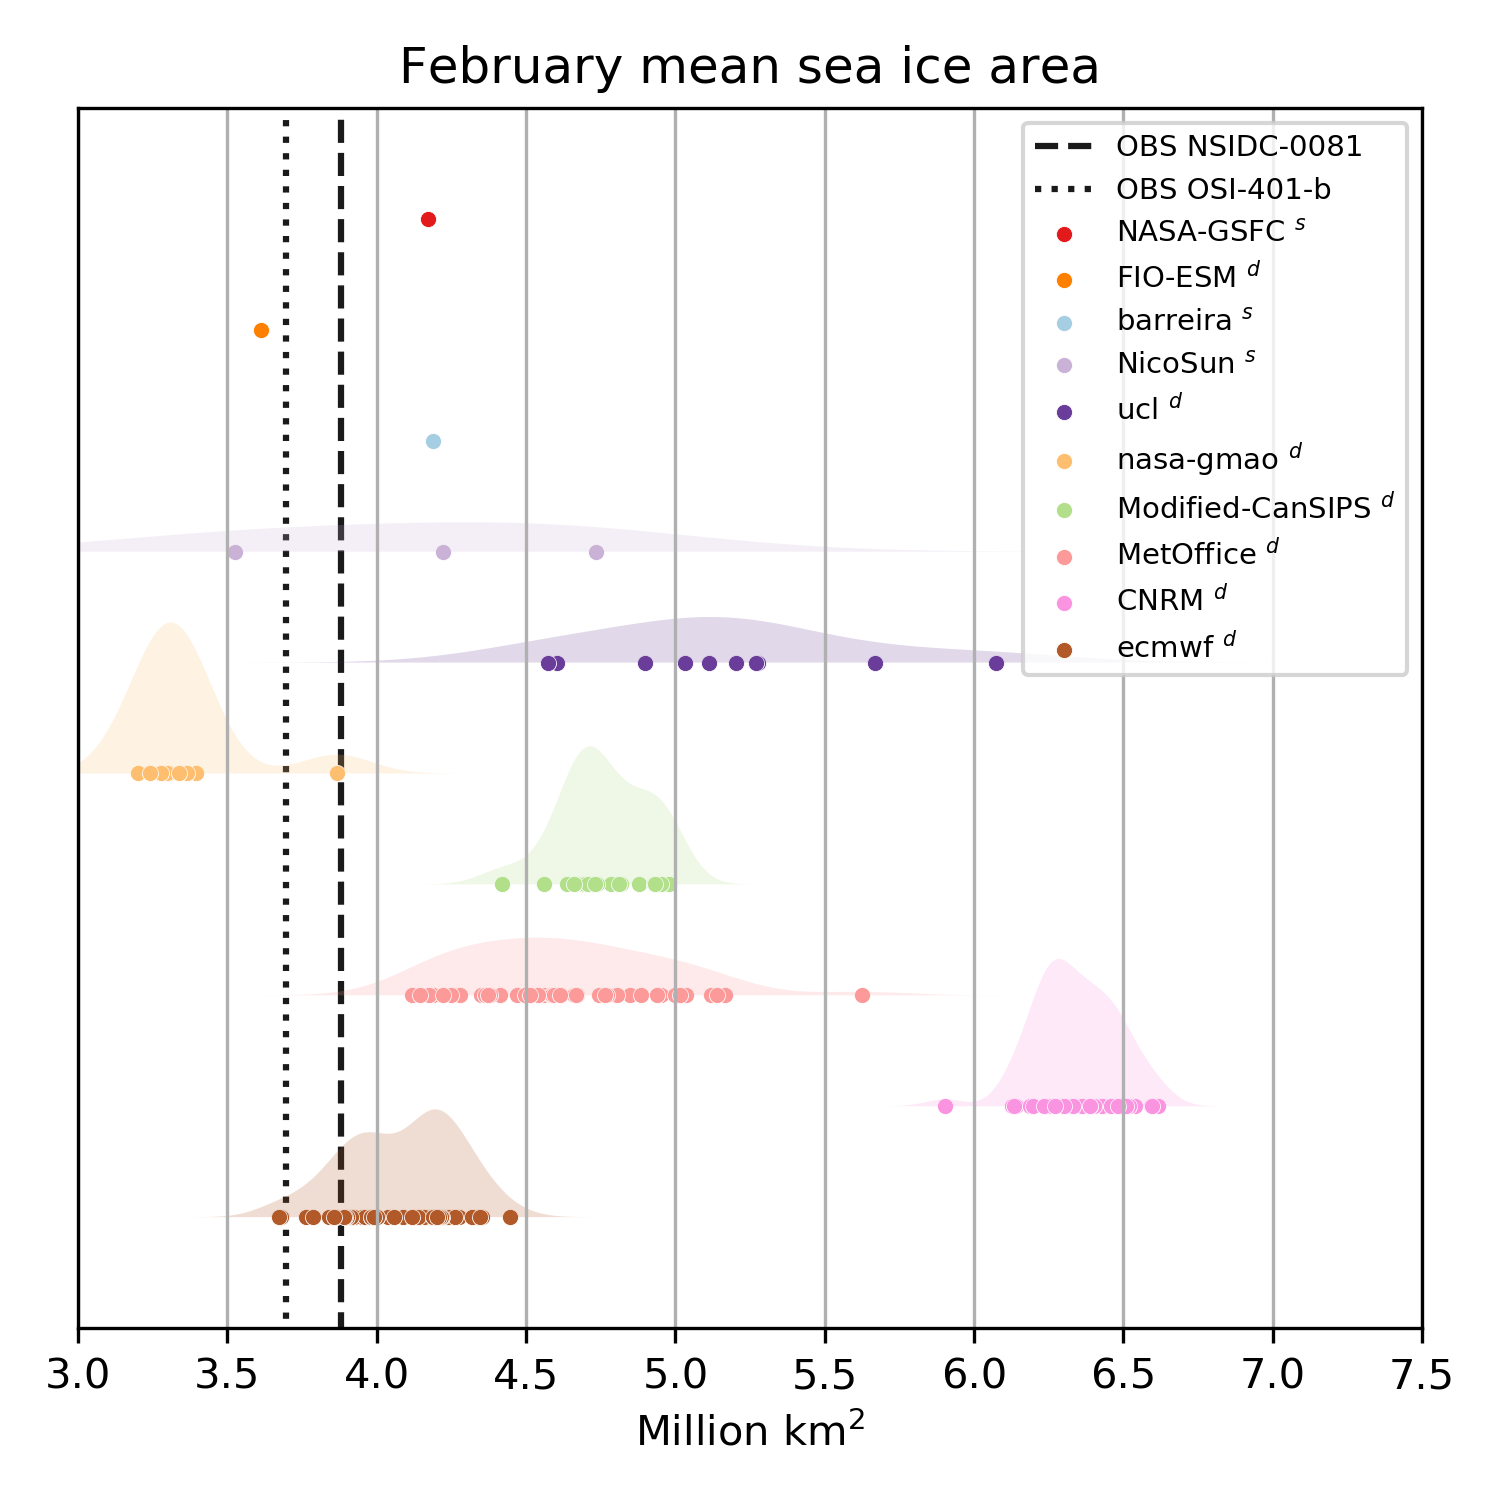 February mean sea ice area
OBS NSIDC-0081
OBS OSI-401-b
NASA-GSFC s
FIO-ESM d
barreira s
NicoSun s
ucl d
nasa-gmao d
Modified-CanSIPS d
MetOffice d
CNRM d
ecmwf d
3.0 3.5 4.0 4.5 5.0 5.5 6.0 6.5 7.0 7.5
Million km²